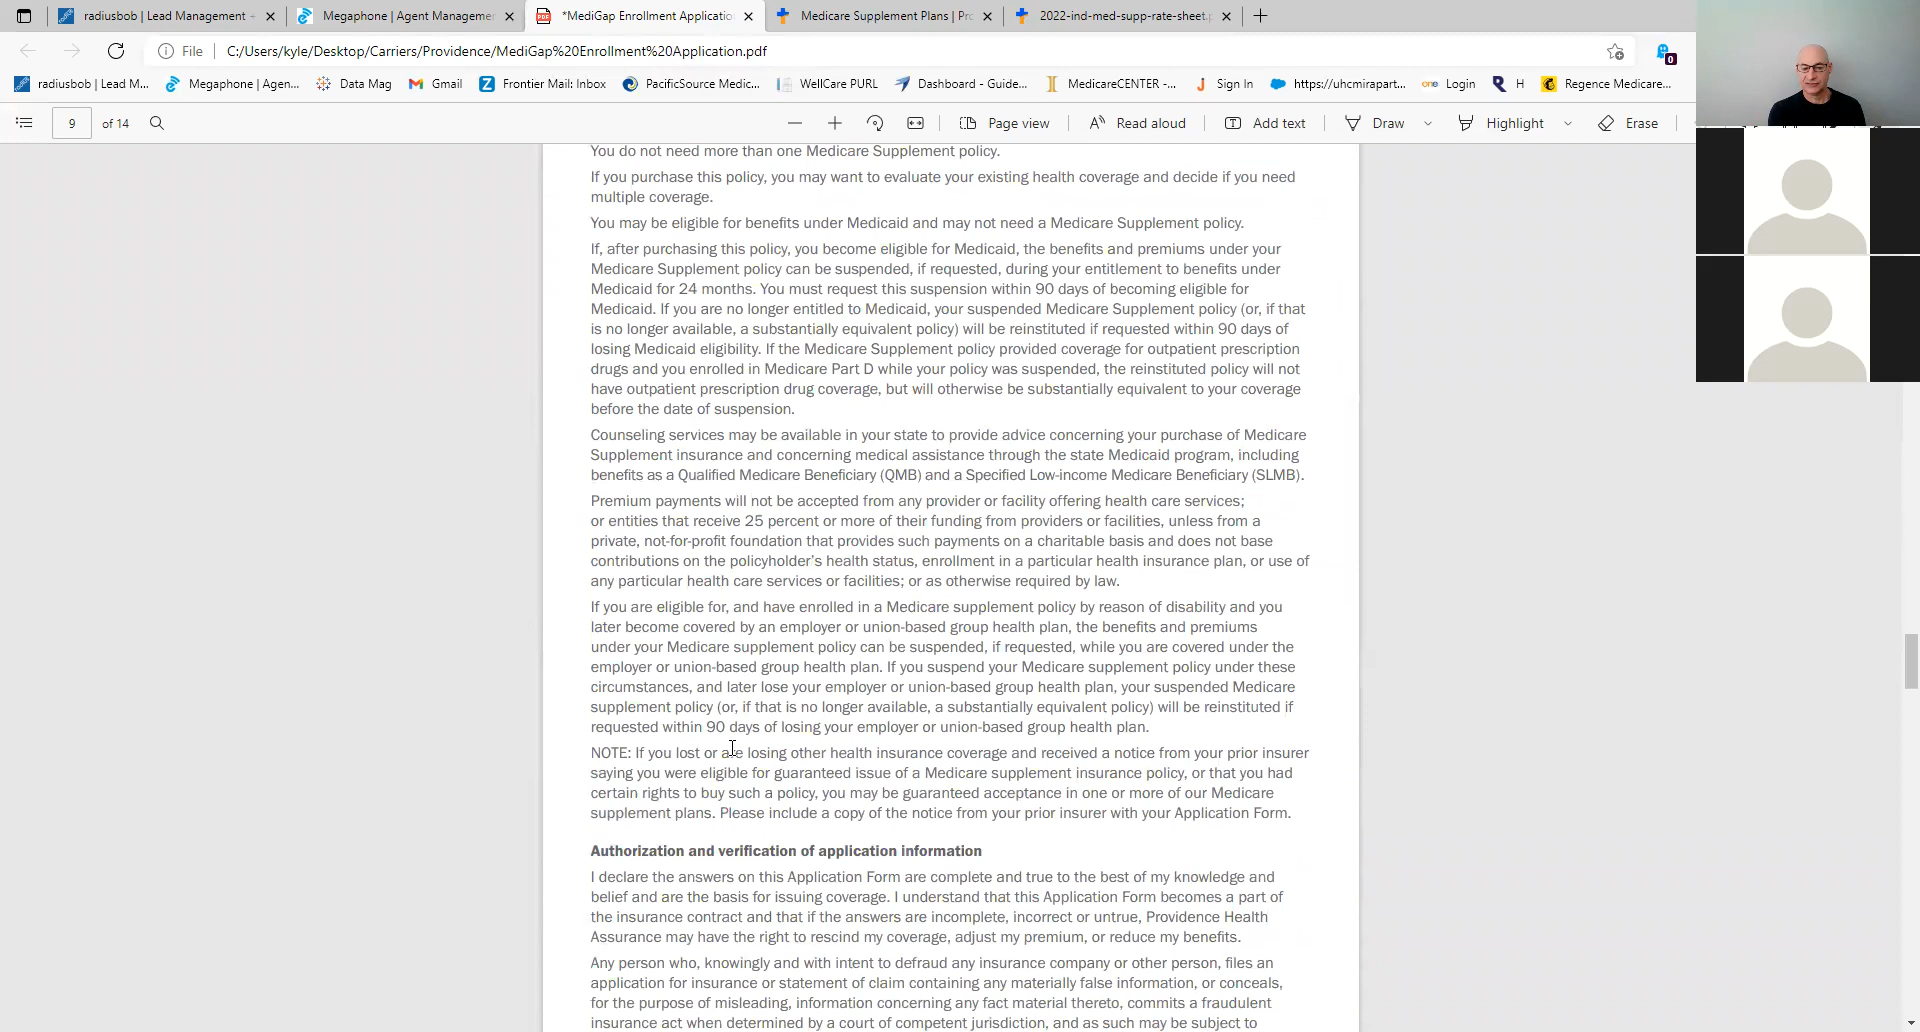 radiusbob | Lead Management -
Megaphone | Agent Management
*MediGap Enrollment Applicatio
Medicare Supplement Plans | Pro
2022-ind-med-supp-rate-sheet.p
File
C:/Users/kyle/Desktop/Carriers/Providence/MediGap%20Enrollment%20Application.pdf
0
radiusbob | Lead M...
Megaphone | Agen...
Data Mag
Gmail
Frontier Mail: Inbox
PacificSource Medic...
WellCare PURL
Dashboard - Guide...
MedicareCENTER -...
Sign In
https://uhcmirapart...
one Login
H
Regence Medicare...
9 of 14
Page view
Read aloud
Add text
Draw
Highlight
Erase
You do not need more than one Medicare Supplement policy.
If you purchase this policy, you may want to evaluate your existing health coverage and decide if you need
multiple coverage.
You may be eligible for benefits under Medicaid and may not need a Medicare Supplement policy.
If, after purchasing this policy, you become eligible for Medicaid, the benefits and premiums under your
Medicare Supplement policy can be suspended, if requested, during your entitlement to benefits under
Medicaid for 24 months. You must request this suspension within 90 days of becoming eligible for
Medicaid. If you are no longer entitled to Medicaid, your suspended Medicare Supplement policy (or, if that
is no longer available, a substantially equivalent policy) will be reinstituted if requested within 90 days of
losing Medicaid eligibility. If the Medicare Supplement policy provided coverage for outpatient prescription
drugs and you enrolled in Medicare Part D while your policy was suspended, the reinstituted policy will not
have outpatient prescription drug coverage, but will otherwise be substantially equivalent to your coverage
before the date of suspension.
Counseling services may be available in your state to provide advice concerning your purchase of Medicare
Supplement insurance and concerning medical assistance through the state Medicaid program, including
benefits as a Qualified Medicare Beneficiary (QMB) and a Specified Low-income Medicare Beneficiary (SLMB).
Premium payments will not be accepted from any provider or facility offering health care services;
or entities that receive 25 percent or more of their funding from providers or facilities, unless from a
private, not-for-profit foundation that provides such payments on a charitable basis and does not base
contributions on the policyholder's health status, enrollment in a particular health insurance plan, or use of
any particular health care services or facilities; or as otherwise required by law.
If you are eligible for, and have enrolled in a Medicare supplement policy by reason of disability and you
later become covered by an employer or union-based group health plan, the benefits and premiums
under your Medicare supplement policy can be suspended, if requested, while you are covered under the
employer or union-based group health plan. If you suspend your Medicare supplement policy under these
circumstances, and later lose your employer or union-based group health plan, your suspended Medicare
supplement policy (or, if that is no longer available, a substantially equivalent policy) will be reinstituted if
requested within 90 days of losing your employer or union-based group health plan.
NOTE: If you lost or are losing other health insurance coverage and received a notice from your prior insurer
saying you were eligible for guaranteed issue of a Medicare supplement insurance policy, or that you had
certain rights to buy such a policy, you may be guaranteed acceptance in one or more of our Medicare
supplement plans. Please include a copy of the notice from your prior insurer with your Application Form.
Authorization and verification of application information
I declare the answers on this Application Form are complete and true to the best of my knowledge and
belief and are the basis for issuing coverage. I understand that this Application Form becomes a part of
the insurance contract and that if the answers are incomplete, incorrect or untrue, Providence Health
Assurance may have the right to rescind my coverage, adjust my premium, or reduce my benefits.
Any person who, knowingly and with intent to defraud any insurance company or other person, files an
application for insurance or statement of claim containing any materially false information, or conceals,
for the purpose of misleading, information concerning any fact material thereto, commits a fraudulent
insurance act when determined by a court of competent jurisdiction, and as such may be subject to